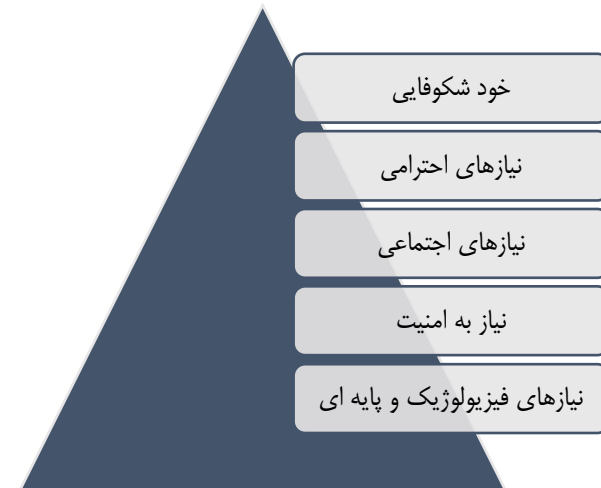 خود شکوفایی
نیازهای احترامی
نیازهای اجتماعی
نیاز به امنیت
نیازهای فیزیولوژیک و پایه ای